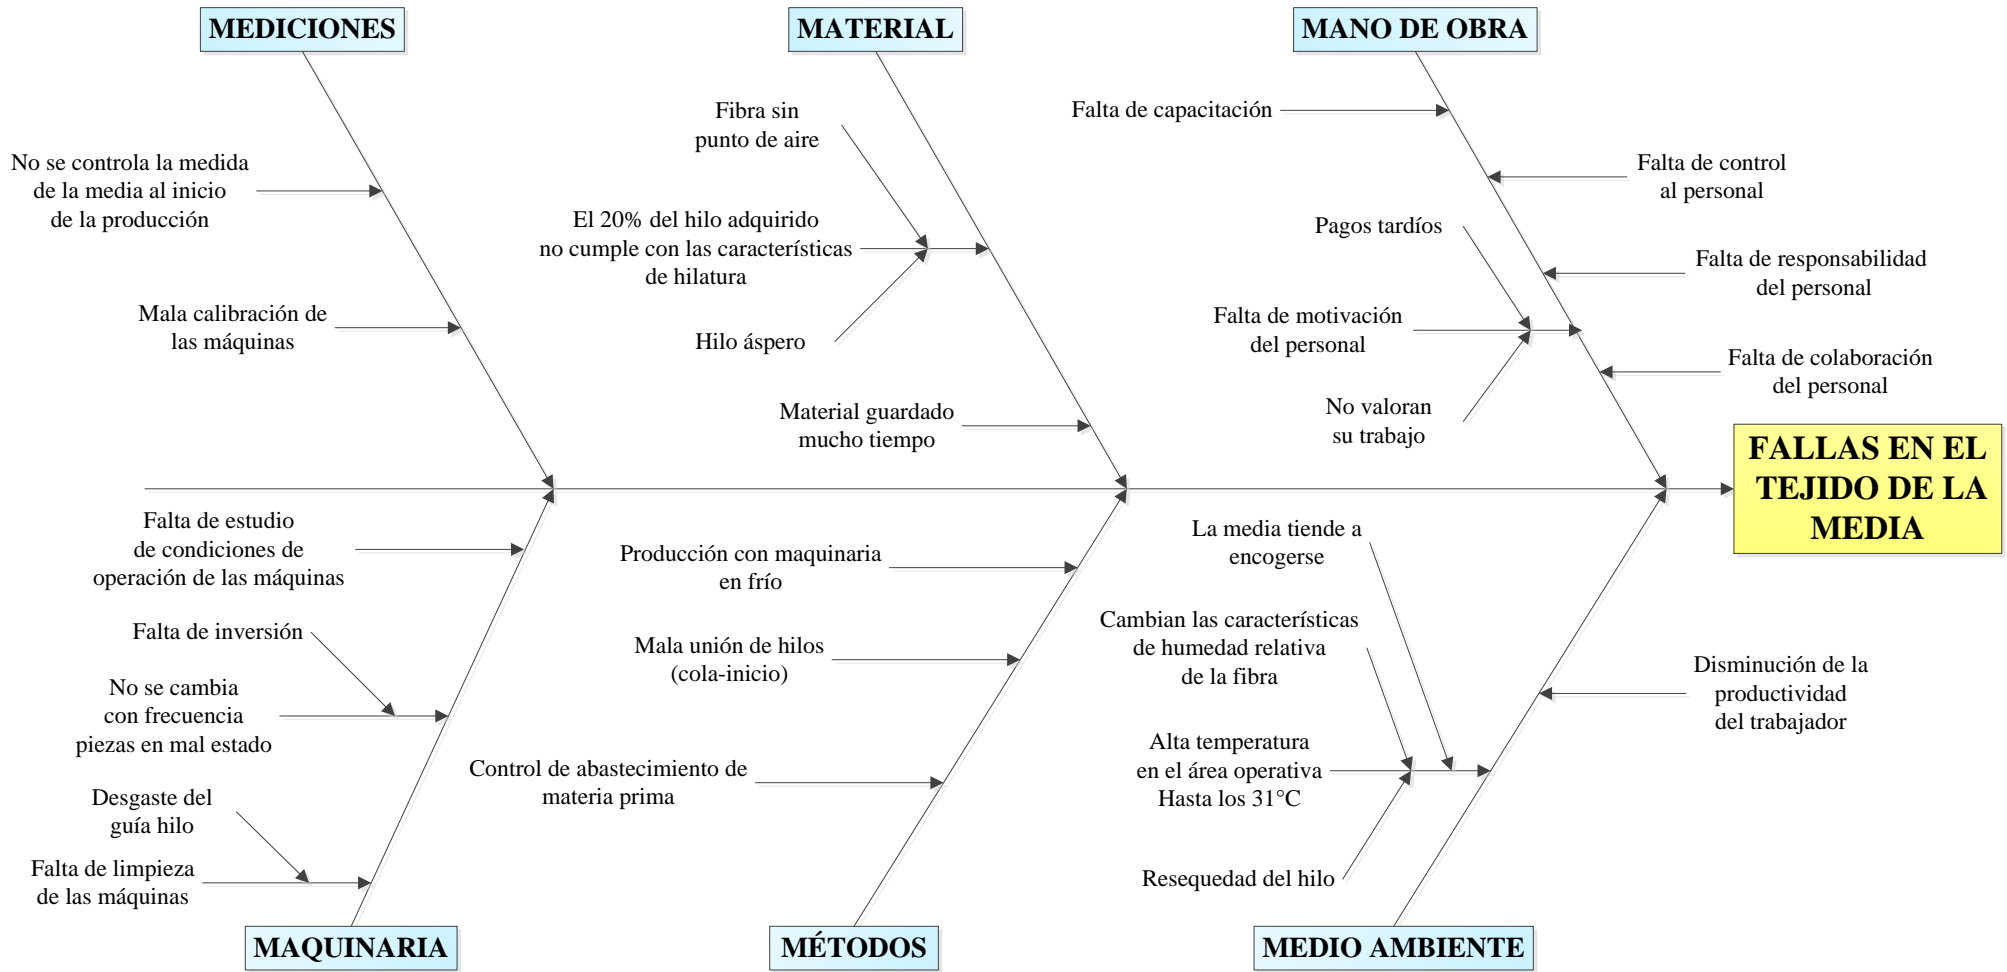 MEDICIONES
MATERIAL
MANO DE OBRA
No se controla la medida
de la media al inicio
de la producción
Mala calibración de
las máquinas
Fibra sin
punto de aire
El 20% del hilo adquirido
no cumple con las características
de hilatura
Hilo áspero
Material guardado
mucho tiempo
Falta de capacitación
Falta de control
al personal
Pagos tardíos
Falta de responsabilidad
del personal
Falta de motivación
del personal
Falta de colaboración
del personal
No valoran
su trabajo
FALLAS EN EL
TEJIDO DE LA
MEDIA
Falta de estudio
de condiciones de
operación de las máquinas
Falta de inversión
No se cambia
con frecuencia
piezas en mal estado
Desgaste del
guía hilo
Falta de limpieza
de las máquinas
Producción con maquinaria
en frío
Mala unión de hilos
(cola-inicio)
Control de abastecimiento de
materia prima
La media tiende a
encogerse
Cambian las características
de humedad relativa
de la fibra
Alta temperatura
en el área operativa
Hasta los 31°C
Resequedad del hilo
Disminución de la
productividad
del trabajador
MAQUINARIA
MÉTODOS
MEDIO AMBIENTE